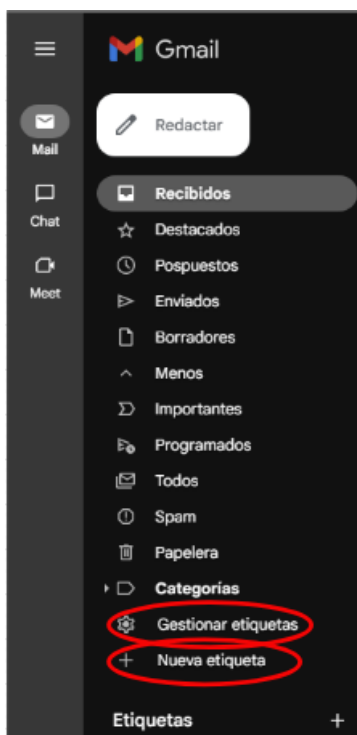 Gmail
Redactar
Mail
Recibidos
Chat
Destacados
Pospuestos
Meet
Enviados
Borradores
Menos
Importantes
Programados
Todos
Spam
Papelera
Categorías
Gestionar etiquetas
Nueva etiqueta
Etiquetas +